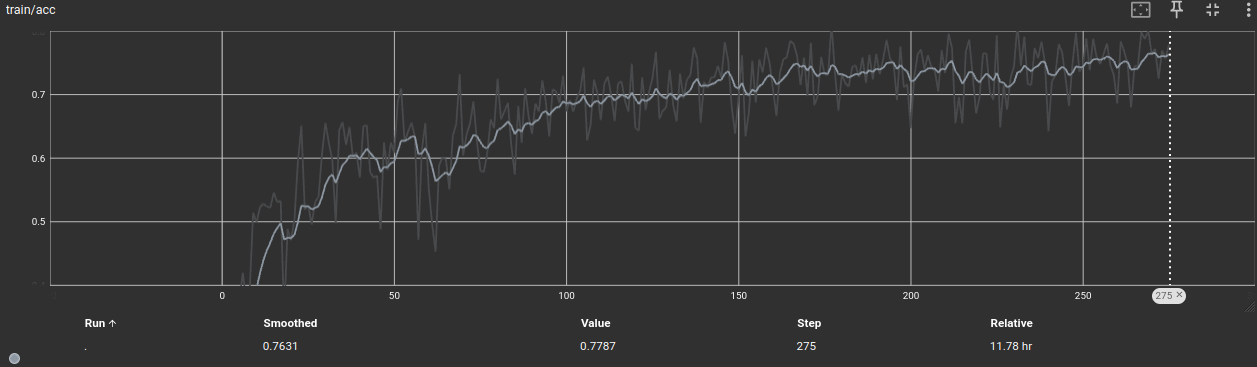 train/acc
0.7
0.6
0.5
0 50 100 150 200 250 275 ×
Run ↑ Smoothed Value Step Relative
. 0.7631 0.7787 275 11.78 hr